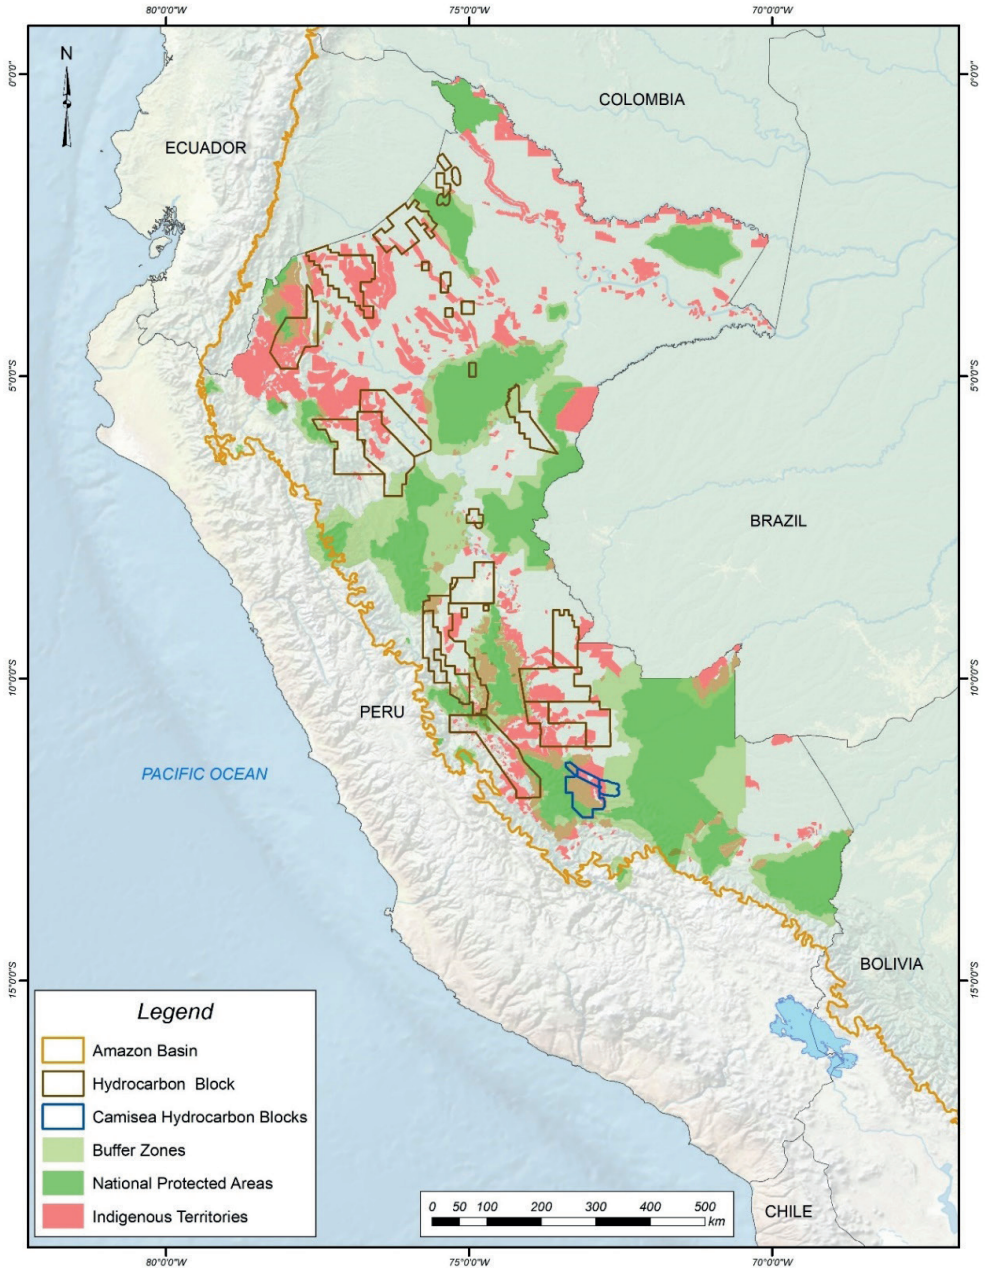 80°0'0"W
75°0'0"W
70°0'0"W
N
0°0'0"
0°0'0"
COLOMBIA
ECUADOR
5°0'0"S
5°0'0"S
BRAZIL
10°0'0"S
10°0'0"S
PERU
PACIFIC OCEAN
BOLIVIA
15°0'0"S
15°0'0"S
Legend
Amazon Basin
Hydrocarbon Block
Camisea Hydrocarbon Blocks
Buffer Zones
National Protected Areas
Indigenous Territories
0 50 100 200 300 400 500
km
CHILE
80°0'0"W
75°0'0"W
70°0'0"W